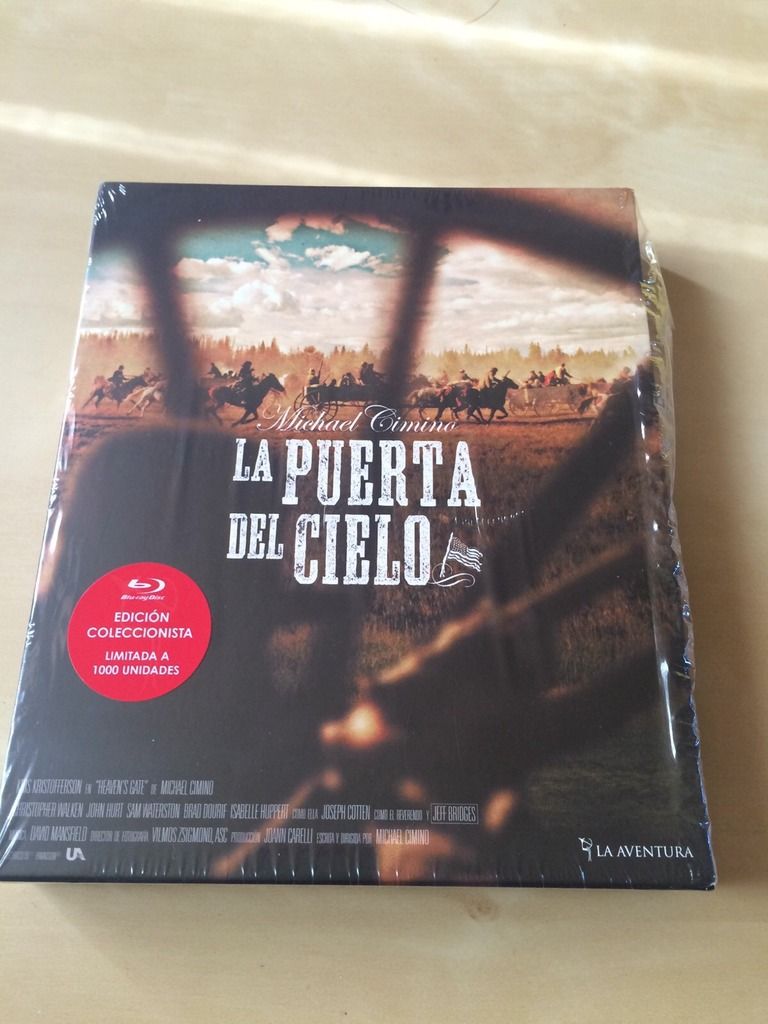 Michael Cimino
LA PUERTA
DEL CIELO
Blu-ray Disc
EDICIÓN
COLECCIONISTA
LIMITADA A
1000 UNIDADES
KRISTOFFERSON EN "HEAVEN'S GATE" DE MICHAEL CIMINO
CHRISTOPHER WALKEN JOHN HURT SAM WATERSTON BRAD DOURIF ISABELLE HUPPERT COMO ELLA JOSEPH COTTEN COMO EL REVERENDO Y JEFF BRIDGES
DAVID MANSFIELD DIRECCIÓN DE FOTOGRAFÍA VILMOS ZSIGMOND, ASC PRODUCCIÓN JOANN CARELLI ESCRITA Y DIRIGIDA POR MICHAEL CIMINO
UA
LA AVENTURA